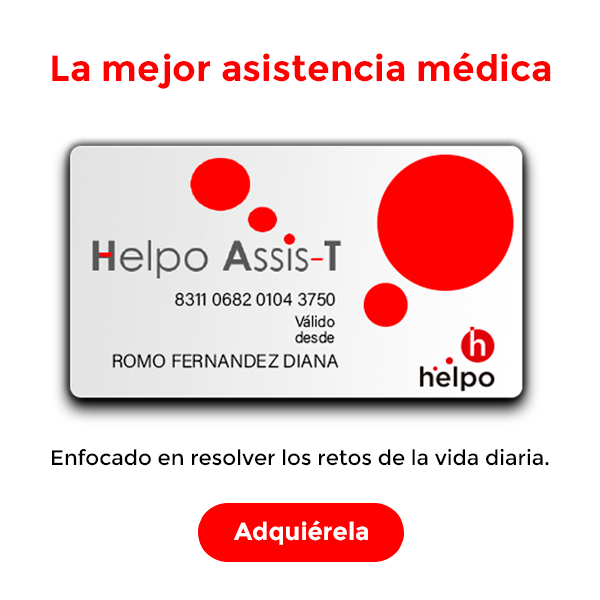 La mejor asistencia médica
Helpo Assis-T
8311 0682 0104 3750
Válido
desde
ROMO FERNANDEZ DIANA
h
helpo
Enfocado en resolver los retos de la vida diaria.
Adquiérela